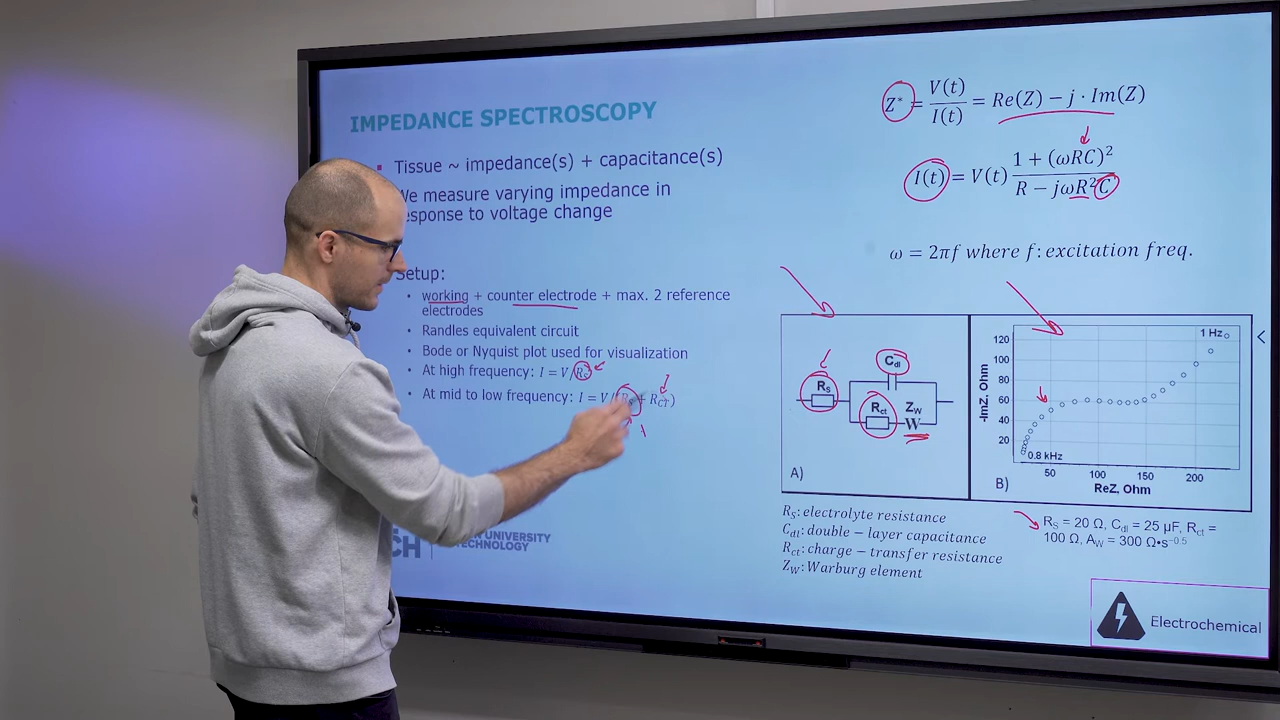 IMPEDANCE SPECTROSCOPY
Tissue ~ impedance(s) + capacitance(s)
We measure varying impedance in
response to voltage change
Setup:
• working + counter electrode + max. 2 reference
electrodes
• Randles equivalent circuit
• Bode or Nyquist plot used for visualization
• At high frequency: I = V/Rs
• At mid to low frequency: I = V/(Rs + RCT)
CH
UNIVERSITY
TECHNOLOGY
Z* = V(t)/I(t) = Re(Z) − j · Im(Z)
I(t) = V(t) 1 + (ωRC)²/R − jωR²C
ω = 2πf where f: excitation freq.
Rs
Cdl
Rct
Zw
W
A)
120
100
80
60
40
20
-ImZ, Ohm
1 Hz
0.8 kHz
50 100 150 200
ReZ, Ohm
B)
RS: electrolyte resistance
Cdl: double − layer capacitance
Rct: charge − transfer resistance
ZW: Warburg element
RS = 20 Ω, Cdl = 25 µF, Rct =
100 Ω, AW = 300 Ω•s−0.5
Electrochemical